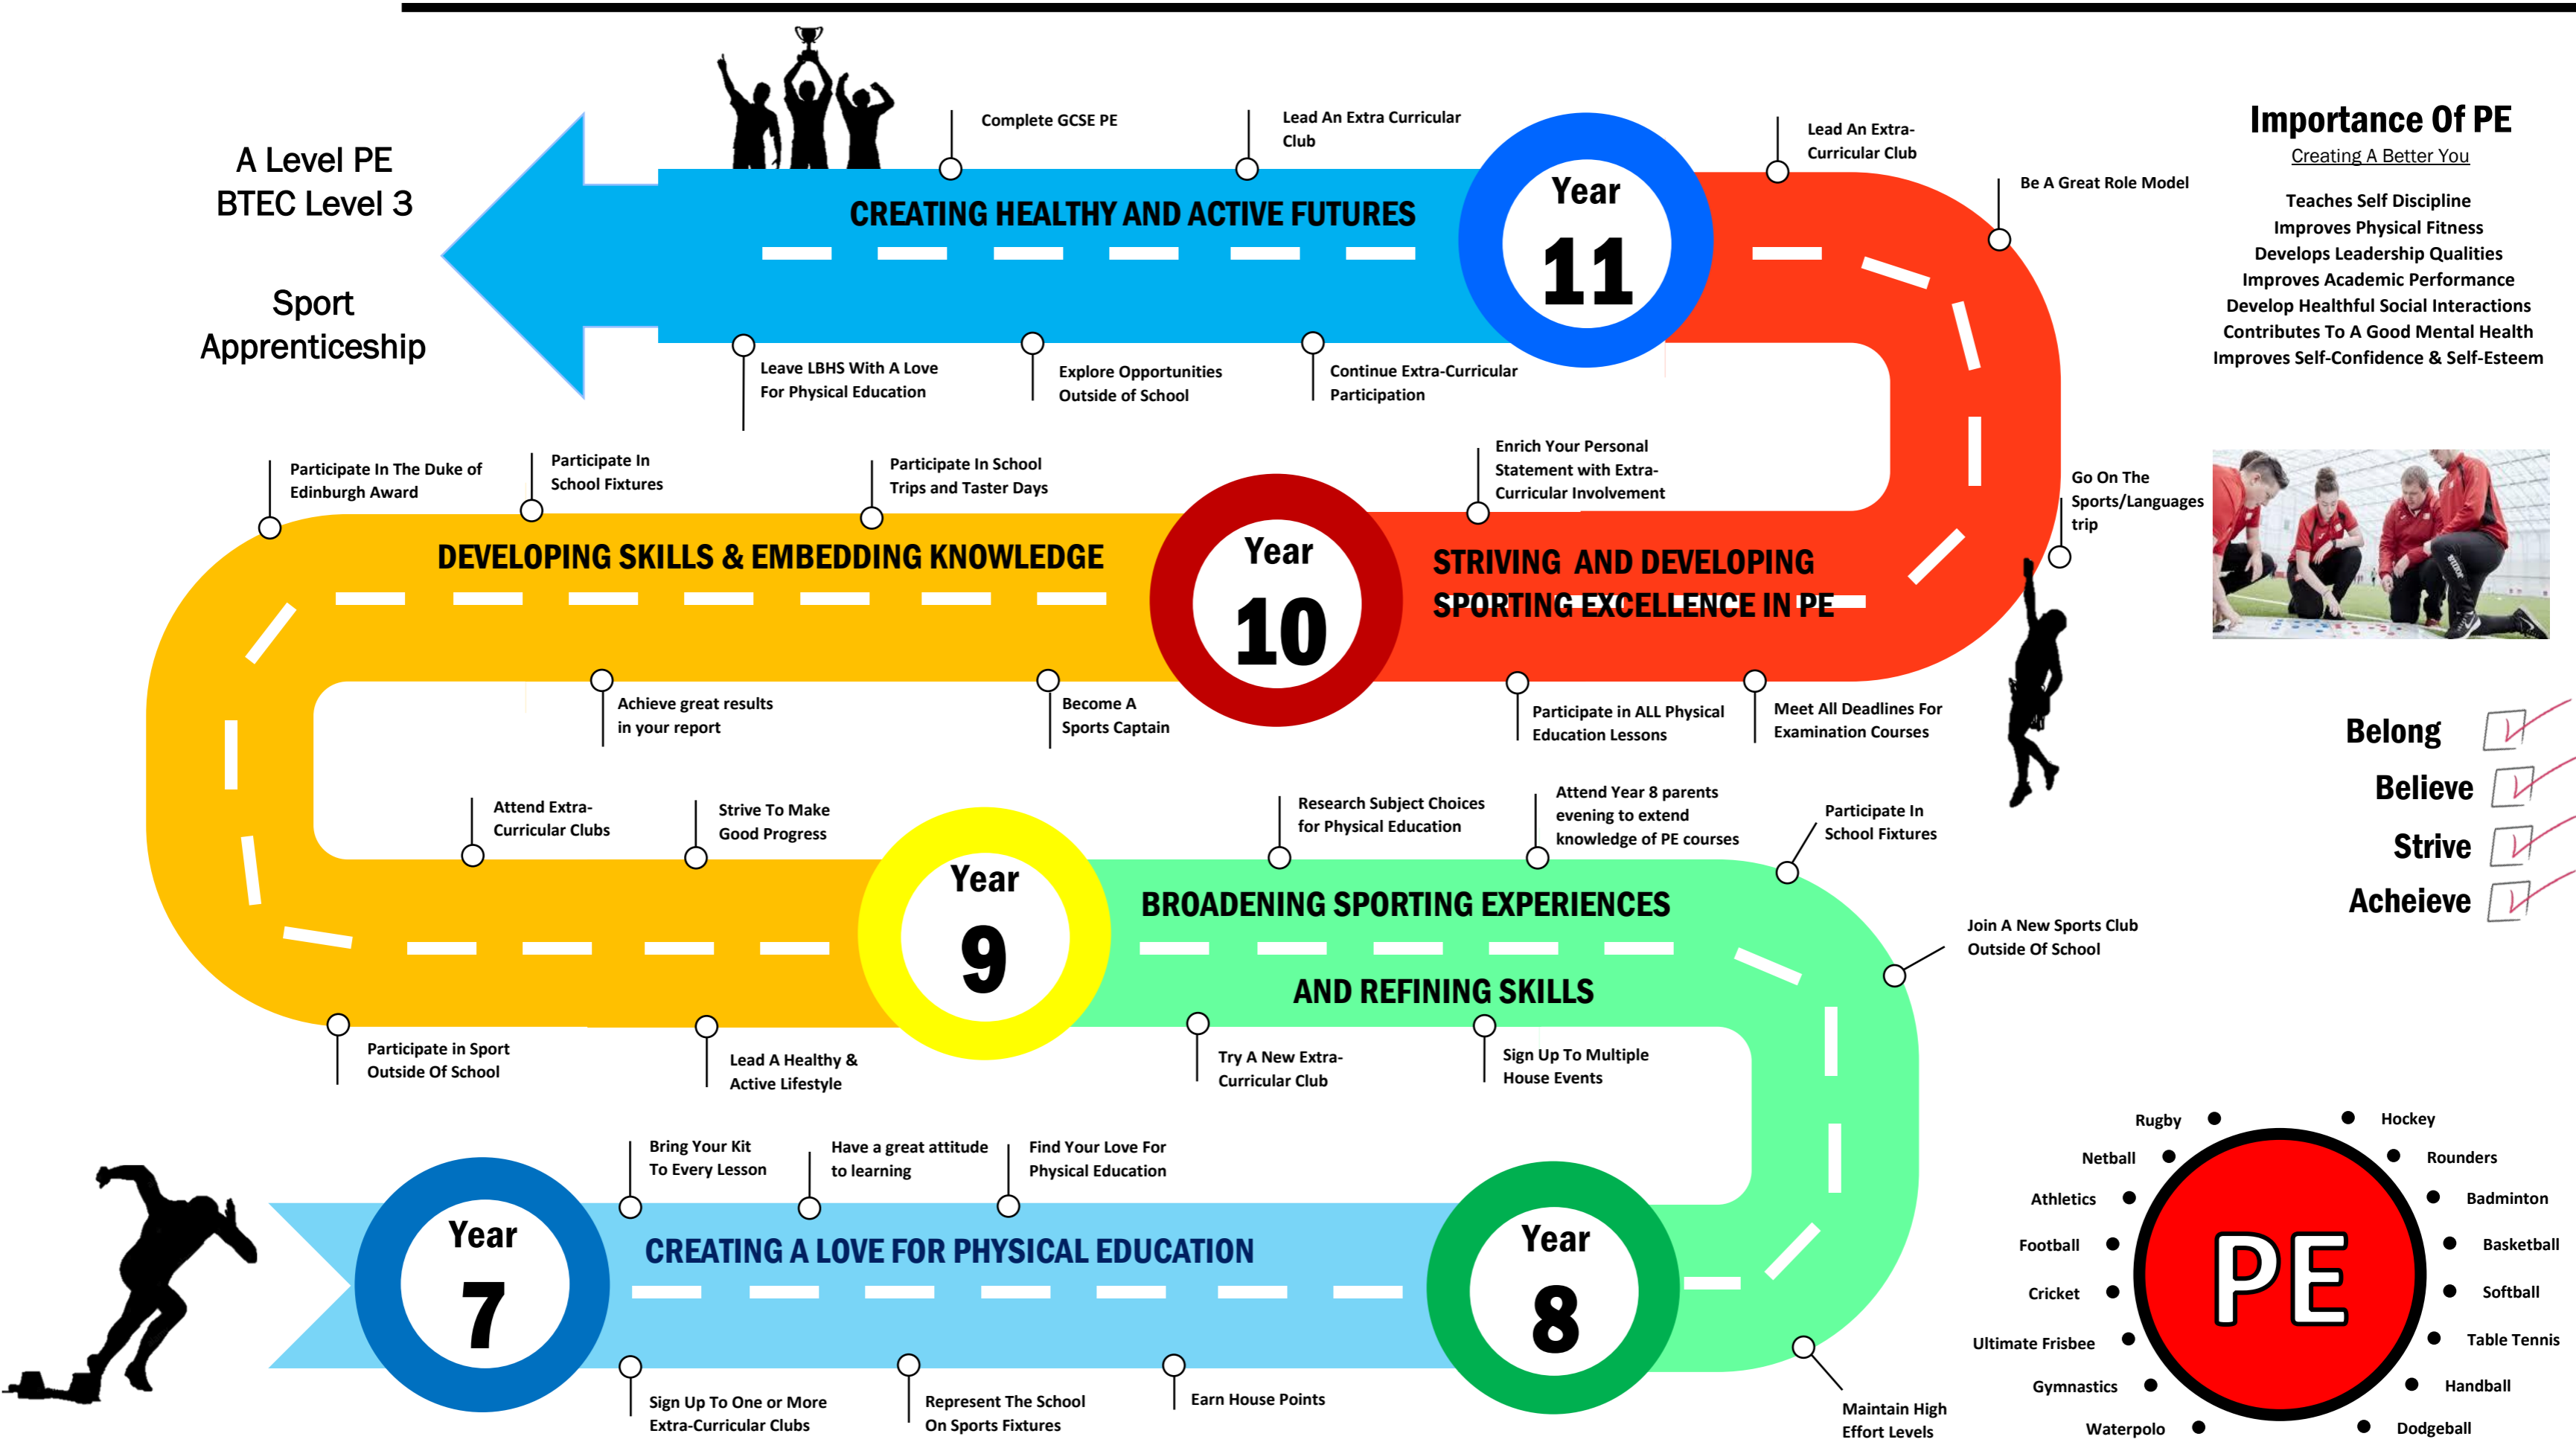 A Level PE
BTEC Level 3
Sport
Apprenticeship
Complete GCSE PE
Lead An Extra Curricular
Club
CREATING HEALTHY AND ACTIVE FUTURES
Year
11
Lead An Extra-
Curricular Club
Be A Great Role Model
Leave LBHS With A Love
For Physical Education
Explore Opportunities
Outside of School
Continue Extra-Curricular
Participation
Importance Of PE
Creating A Better You
Teaches Self Discipline
Improves Physical Fitness
Develops Leadership Qualities
Improves Academic Performance
Develop Healthful Social Interactions
Contributes To A Good Mental Health
Improves Self-Confidence & Self-Esteem
Participate In The Duke of
Edinburgh Award
Participate In
School Fixtures
Participate In School
Trips and Taster Days
Enrich Your Personal
Statement with Extra-
Curricular Involvement
Go On The
Sports/Languages
trip
DEVELOPING SKILLS & EMBEDDING KNOWLEDGE
Year
10
STRIVING AND DEVELOPING
SPORTING EXCELLENCE IN PE
Achieve great results
in your report
Become A
Sports Captain
Participate in ALL Physical
Education Lessons
Meet All Deadlines For
Examination Courses
Belong
Believe
Strive
Acheieve
Attend Extra-
Curricular Clubs
Strive To Make
Good Progress
Year
9
Research Subject Choices
for Physical Education
Attend Year 8 parents
evening to extend
knowledge of PE courses
Participate In
School Fixtures
BROADENING SPORTING EXPERIENCES
AND REFINING SKILLS
Join A New Sports Club
Outside Of School
Participate in Sport
Outside Of School
Lead A Healthy &
Active Lifestyle
Try A New Extra-
Curricular Club
Sign Up To Multiple
House Events
Bring Your Kit
To Every Lesson
Have a great attitude
to learning
Find Your Love For
Physical Education
Year
7
CREATING A LOVE FOR PHYSICAL EDUCATION
Year
8
Sign Up To One or More
Extra-Curricular Clubs
Represent The School
On Sports Fixtures
Earn House Points
Maintain High
Effort Levels
Rugby
Netball
Athletics
Football
Cricket
Ultimate Frisbee
Gymnastics
Waterpolo
PE
Hockey
Rounders
Badminton
Basketball
Softball
Table Tennis
Handball
Dodgeball